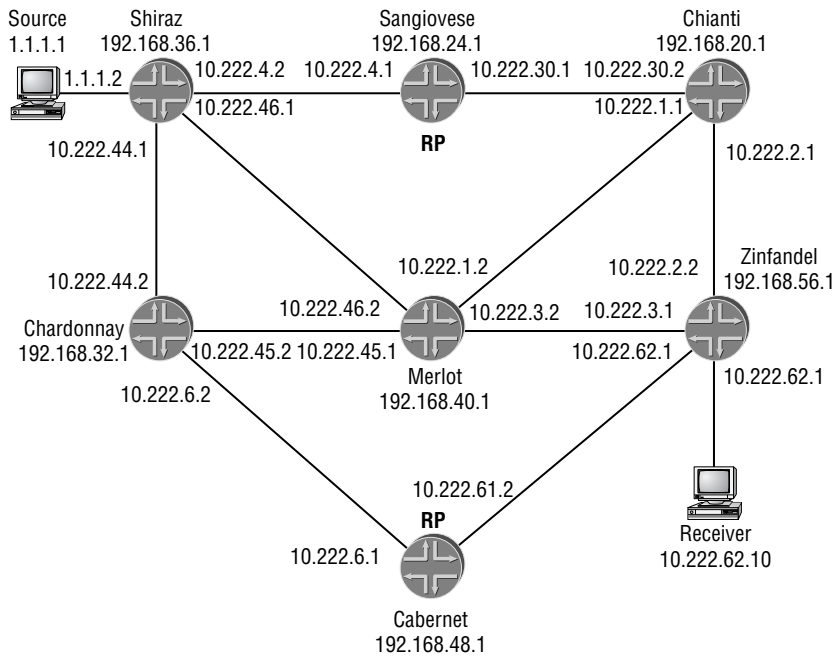 Source
1.1.1.1
Shiraz
192.168.36.1
Sangiovese
192.168.24.1
Chianti
192.168.20.1
1.1.1.2
10.222.4.2
10.222.4.1
10.222.30.1
10.222.30.2
10.222.46.1
10.222.1.1
RP
10.222.44.1
10.222.2.1
10.222.44.2
10.222.1.2
10.222.2.2
Zinfandel
192.168.56.1
10.222.46.2
10.222.3.2
10.222.3.1
Chardonnay
192.168.32.1
10.222.45.2
10.222.45.1
10.222.62.1
Merlot
192.168.40.1
10.222.62.1
10.222.6.2
10.222.61.2
RP
Receiver
10.222.62.10
10.222.6.1
Cabernet
192.168.48.1